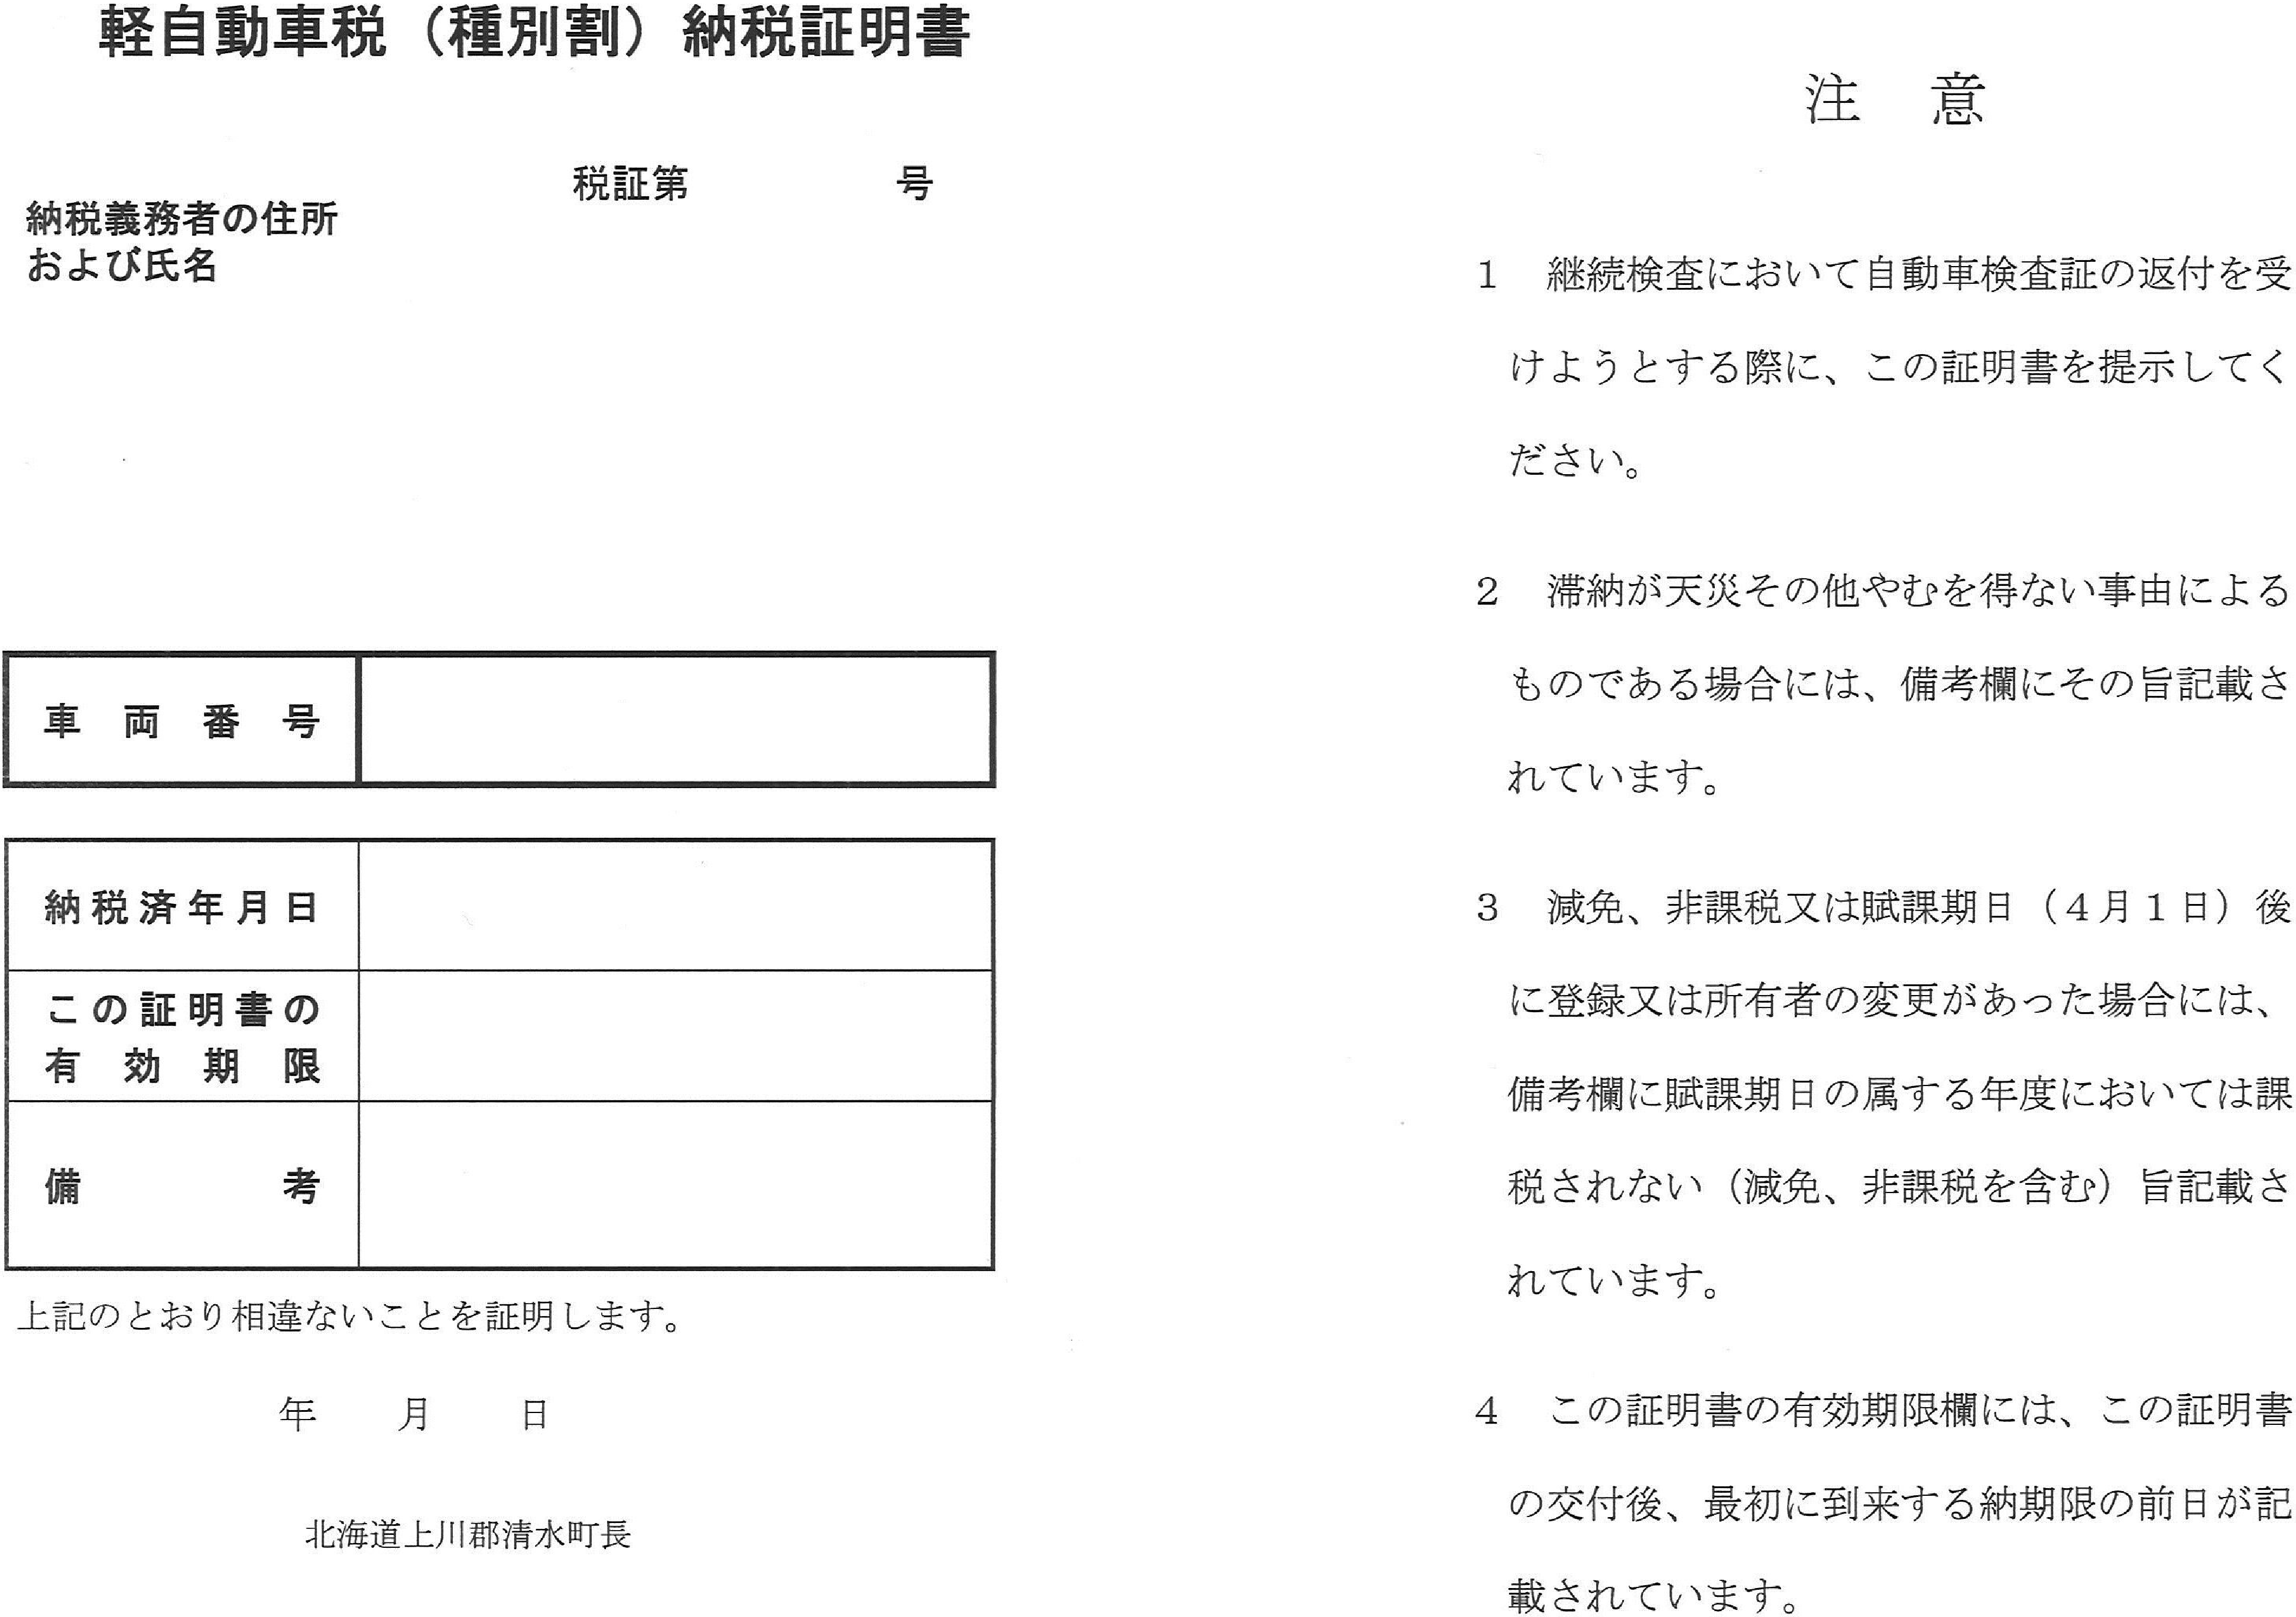 軽自動車税（種別割）納税証明書
税証第　　　　　号
納税義務者の住所
および氏名
車両番号
納税済年月日
この証明書の
有効期限
備考
上記のとおり相違ないことを証明します。
年　　月　　日
北海道上川郡清水町長
注　意
１　継続検査において自動車検査証の返付を受
けようとする際に、この証明書を提示してく
ださい。
２　滞納が天災その他やむを得ない事由による
ものである場合には、備考欄にその旨記載さ
れています。
３　減免、非課税又は賦課期日（４月１日）後
に登録又は所有者の変更があった場合には、
備考欄に賦課期日の属する年度においては課
税されない（減免、非課税を含む）旨記載さ
れています。
４　この証明書の有効期限欄には、この証明書
の交付後、最初に到来する納期限の前日が記
載されています。